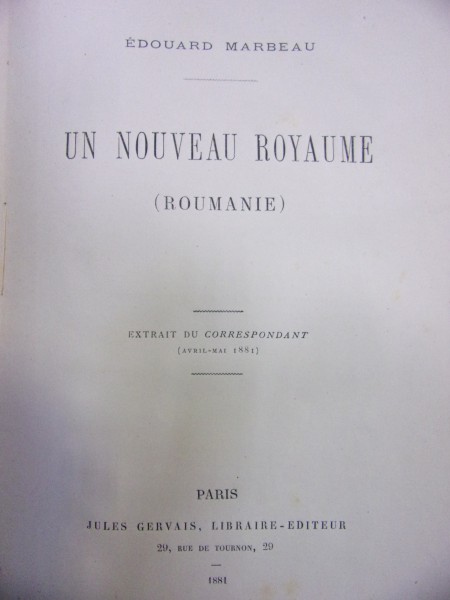 ÉDOUARD MARBEAU
UN NOUVEAU ROYAUME
(ROUMANIE)
EXTRAIT DU CORRESPONDANT
(AVRIL-MAI 1881)
PARIS
JULES GERVAIS, LIBRAIRE-EDITEUR
29, RUE DE TOURNON, 29
1881